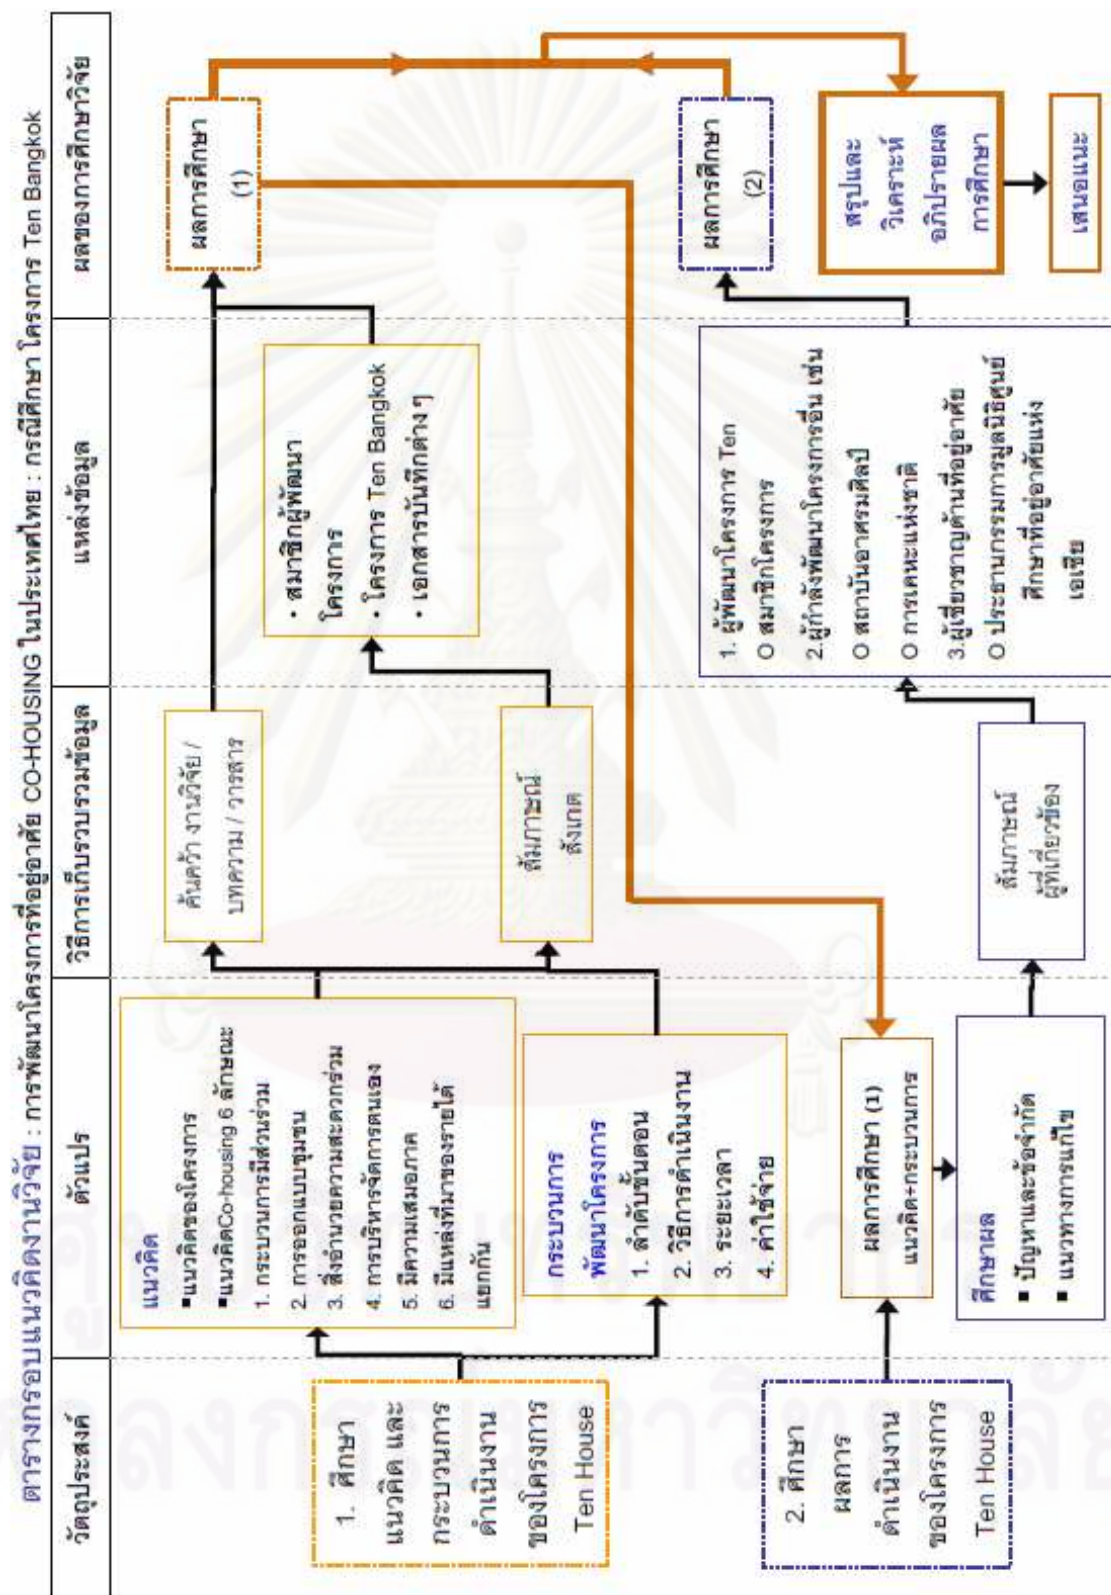 ตารางกรอบแนวคิดงานวิจัย : การพัฒนาโครงการที่อยู่อาศัย CO-HOUSING ในประเทศไทย : กรณีศึกษา โครงการ Ten Bangkok
วัตถุประสงค์
ตัวแปร
วิธีการเก็บรวบรวมข้อมูล
แหล่งข้อมูล
ผลของการศึกษาวิจัย
1. ศึกษา
แนวคิด และ
กระบวนการ
ดำเนินงาน
ของโครงการ
Ten House
แนวคิด
▪แนวคิดของโครงการ
▪แนวคิดCo-housing 6 ลักษณะ
1. กระบวนการมีส่วนร่วม
2. การออกแบบชุมชน
3. สิ่งอำนวยความสะดวกร่วม
4. การบริหารจัดการตนเอง
5. มีความเสมอภาค
6. มีแหล่งที่มาของรายได้
แยกกัน
กระบวนการ
พัฒนาโครงการ
1. ลำดับขั้นตอน
2. วิธีการดำเนินงาน
3. ระยะเวลา
4. ค่าใช้จ่าย
ค้นคว้า งานวิจัย /
บทความ / วารสาร
สัมภาษณ์
สังเกต
• สมาชิกผู้พัฒนา
โครงการ
• โครงการ Ten Bangkok
• เอกสารบันทึกต่างๆ
ผลการศึกษา
(1)
2. ศึกษา
ผลการ
ดำเนินงาน
ของโครงการ
Ten House
ผลการศึกษา (1)
แนวคิด+กระบวนการ
ศึกษาผล
▪ ปัญหาและข้อจำกัด
▪ แนวทางการแก้ไข
สัมภาษณ์
ผู้ที่เกี่ยวข้อง
1. ผู้พัฒนาโครงการ Ten
O สมาชิกโครงการ
2.ผู้กำลังพัฒนาโครงการอื่น เช่น
O สถาบันอาศรมศิลป์
O การเคหะแห่งชาติ
3.ผู้เชี่ยวชาญด้านที่อยู่อาศัย
O ประธานกรรมการมูลนิธิศูนย์
ศึกษาที่อยู่อาศัยแห่ง
เอเชีย
ผลการศึกษา
(2)
สรุปและ
วิเคราะห์
อภิปรายผล
การศึกษา
เสนอแนะ